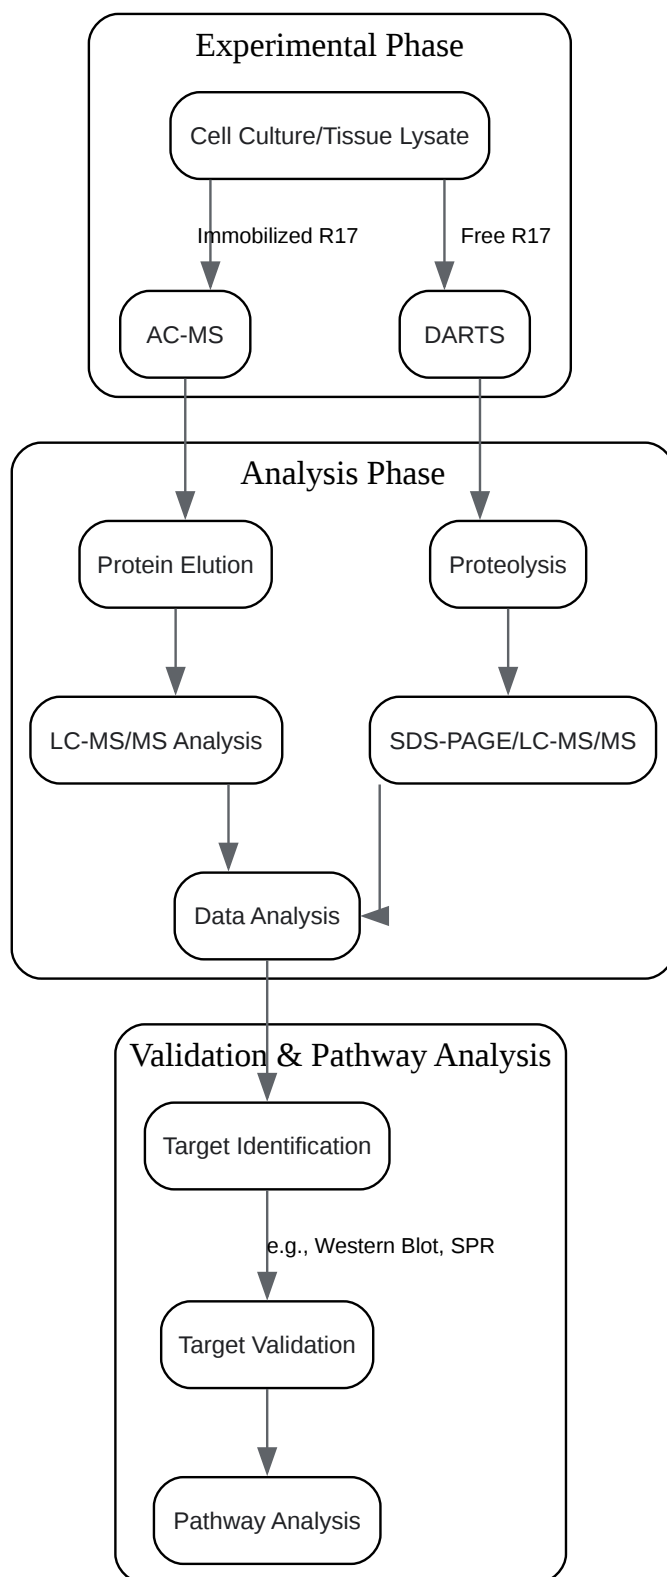 Experimental Phase
Cell Culture/Tissue Lysate
Immobilized R17
Free R17
AC-MS
DARTS
Analysis Phase
Protein Elution
Proteolysis
LC-MS/MS Analysis
SDS-PAGE/LC-MS/MS
Data Analysis
Validation & Pathway Analysis
Target Identification
e.g., Western Blot, SPR
Target Validation
Pathway Analysis